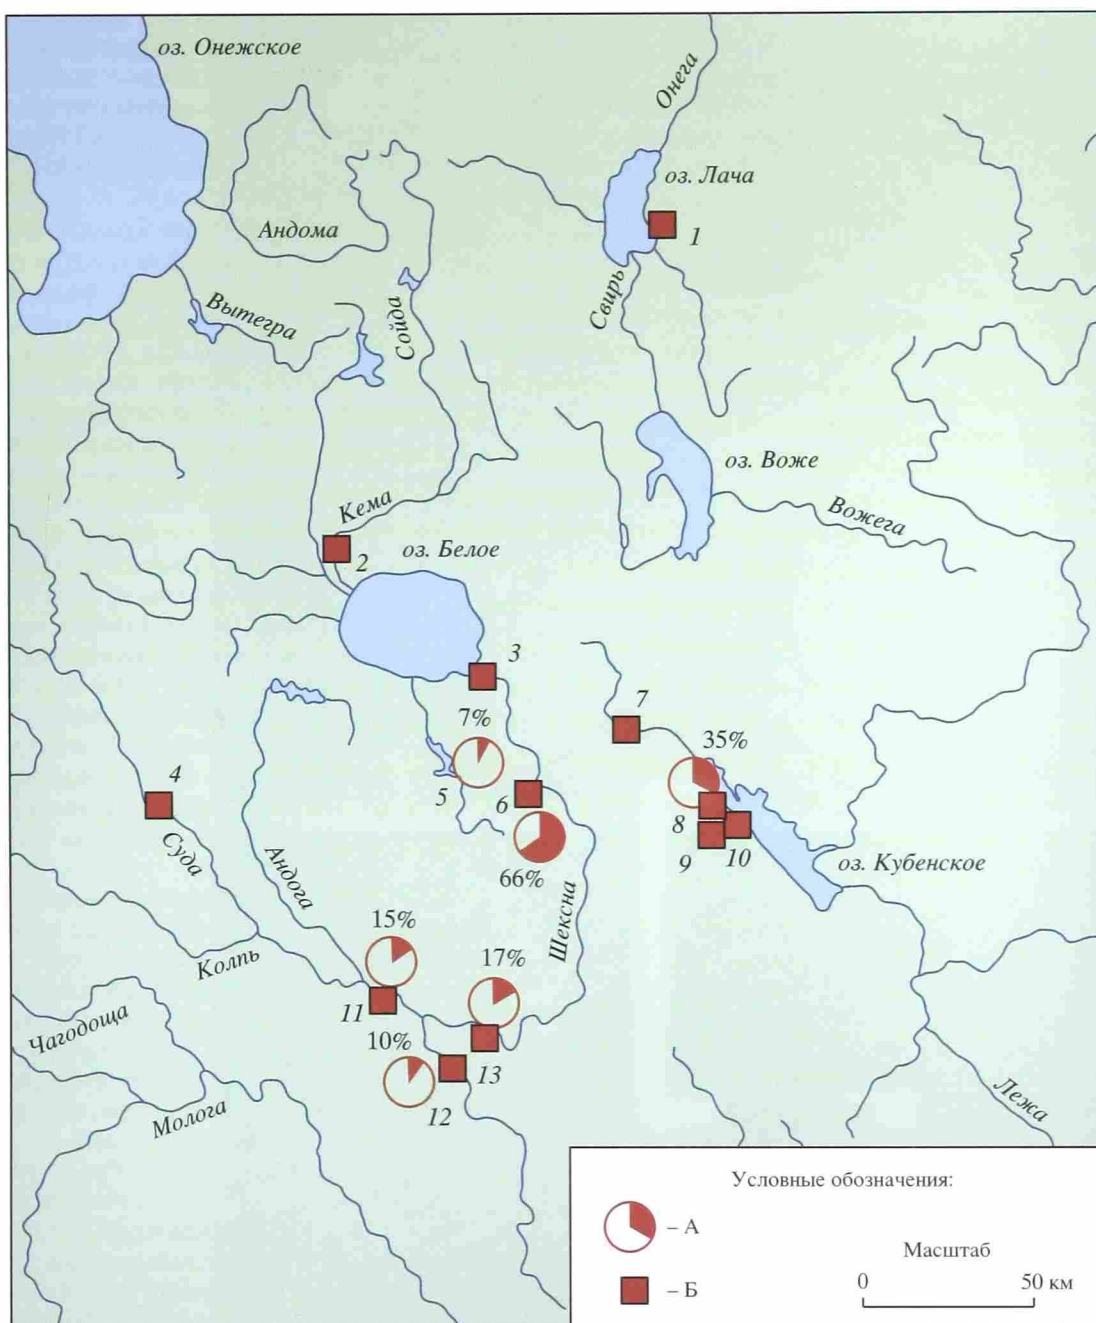 оз. Онежское
Онега
оз. Лача
1
Андома
Свирь
Вытегра
Сойда
оз. Воже
Вожега
Кема
оз. Белое
2
3
7
7%
35%
4
5
6
8
9
10
оз. Кубенское
Суда
Андога
66%
Шексна
15%
17%
Колпь
11
Чагодоща
10%
13
12
Молога
Лежа
Условные обозначения:
– А
Масштаб
– Б
0
50 км